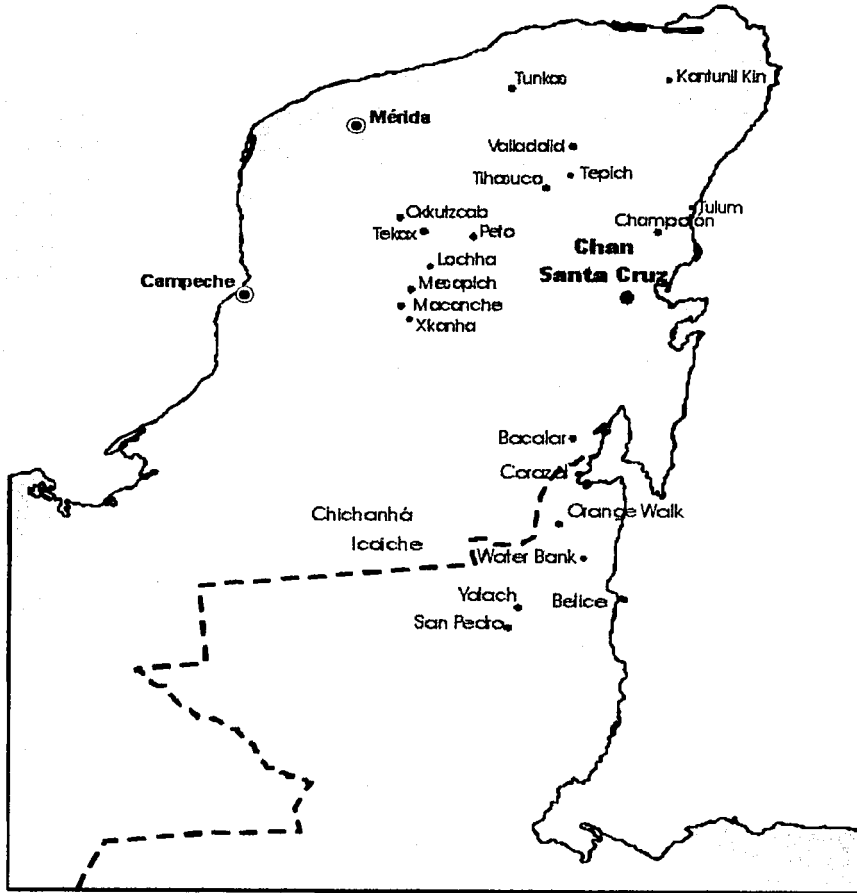 Tunkas
Kantunil Kin
Mérida
Valladolid
Tepich
Tihosuco
Tulum
Oxkutzcab
Champotón
Tekax
Peto
Chan
Santa Cruz
Lochha
Campeche
Mesapich
Macanche
Xkanha
Bacalar
Corozal
Chichanhá
Orange Walk
Icaiche
Water Bank
Yalach
Belice
San Pedro